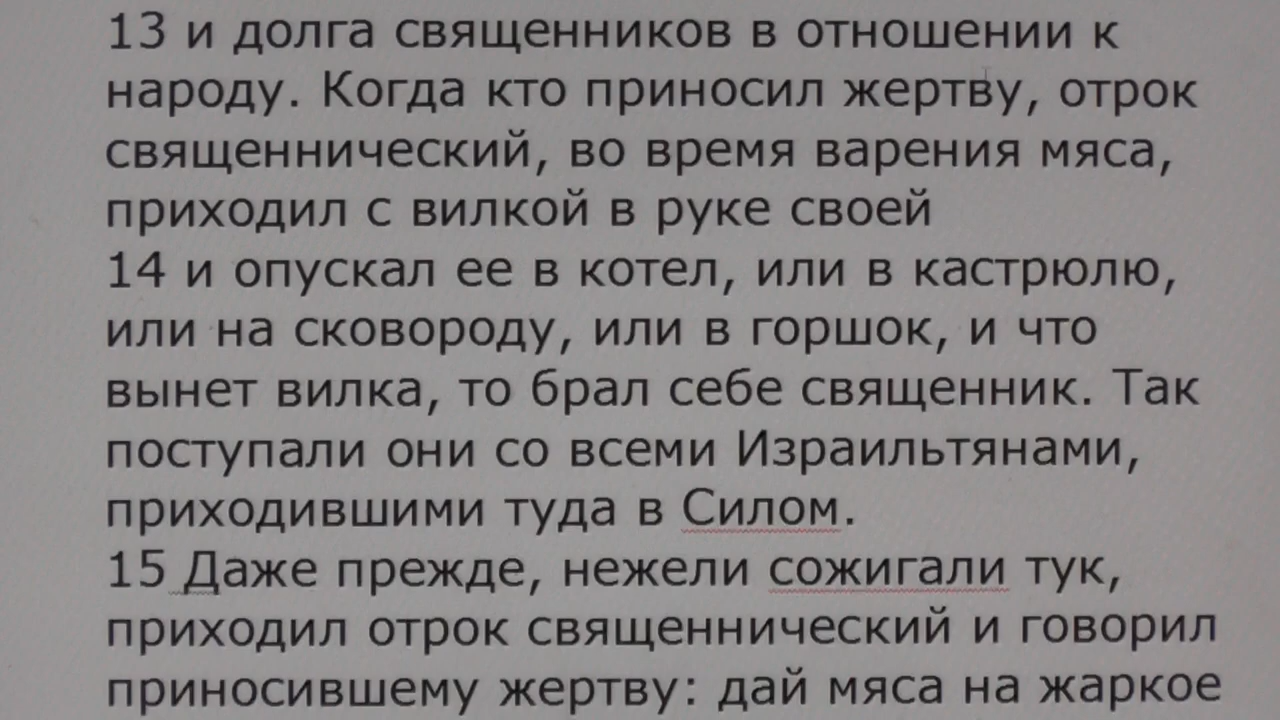 13 и долга священников в отношении к
народу. Когда кто приносил жертву, отрок
священнический, во время варения мяса,
приходил с вилкой в руке своей
14 и опускал ее в котел, или в кастрюлю,
или на сковороду, или в горшок, и что
вынет вилка, то брал себе священник. Так
поступали они со всеми Израильтянами,
приходившими туда в Силом.
15 Даже прежде, нежели сожигали тук,
приходил отрок священнический и говорил
приносившему жертву: дай мяса на жаркое